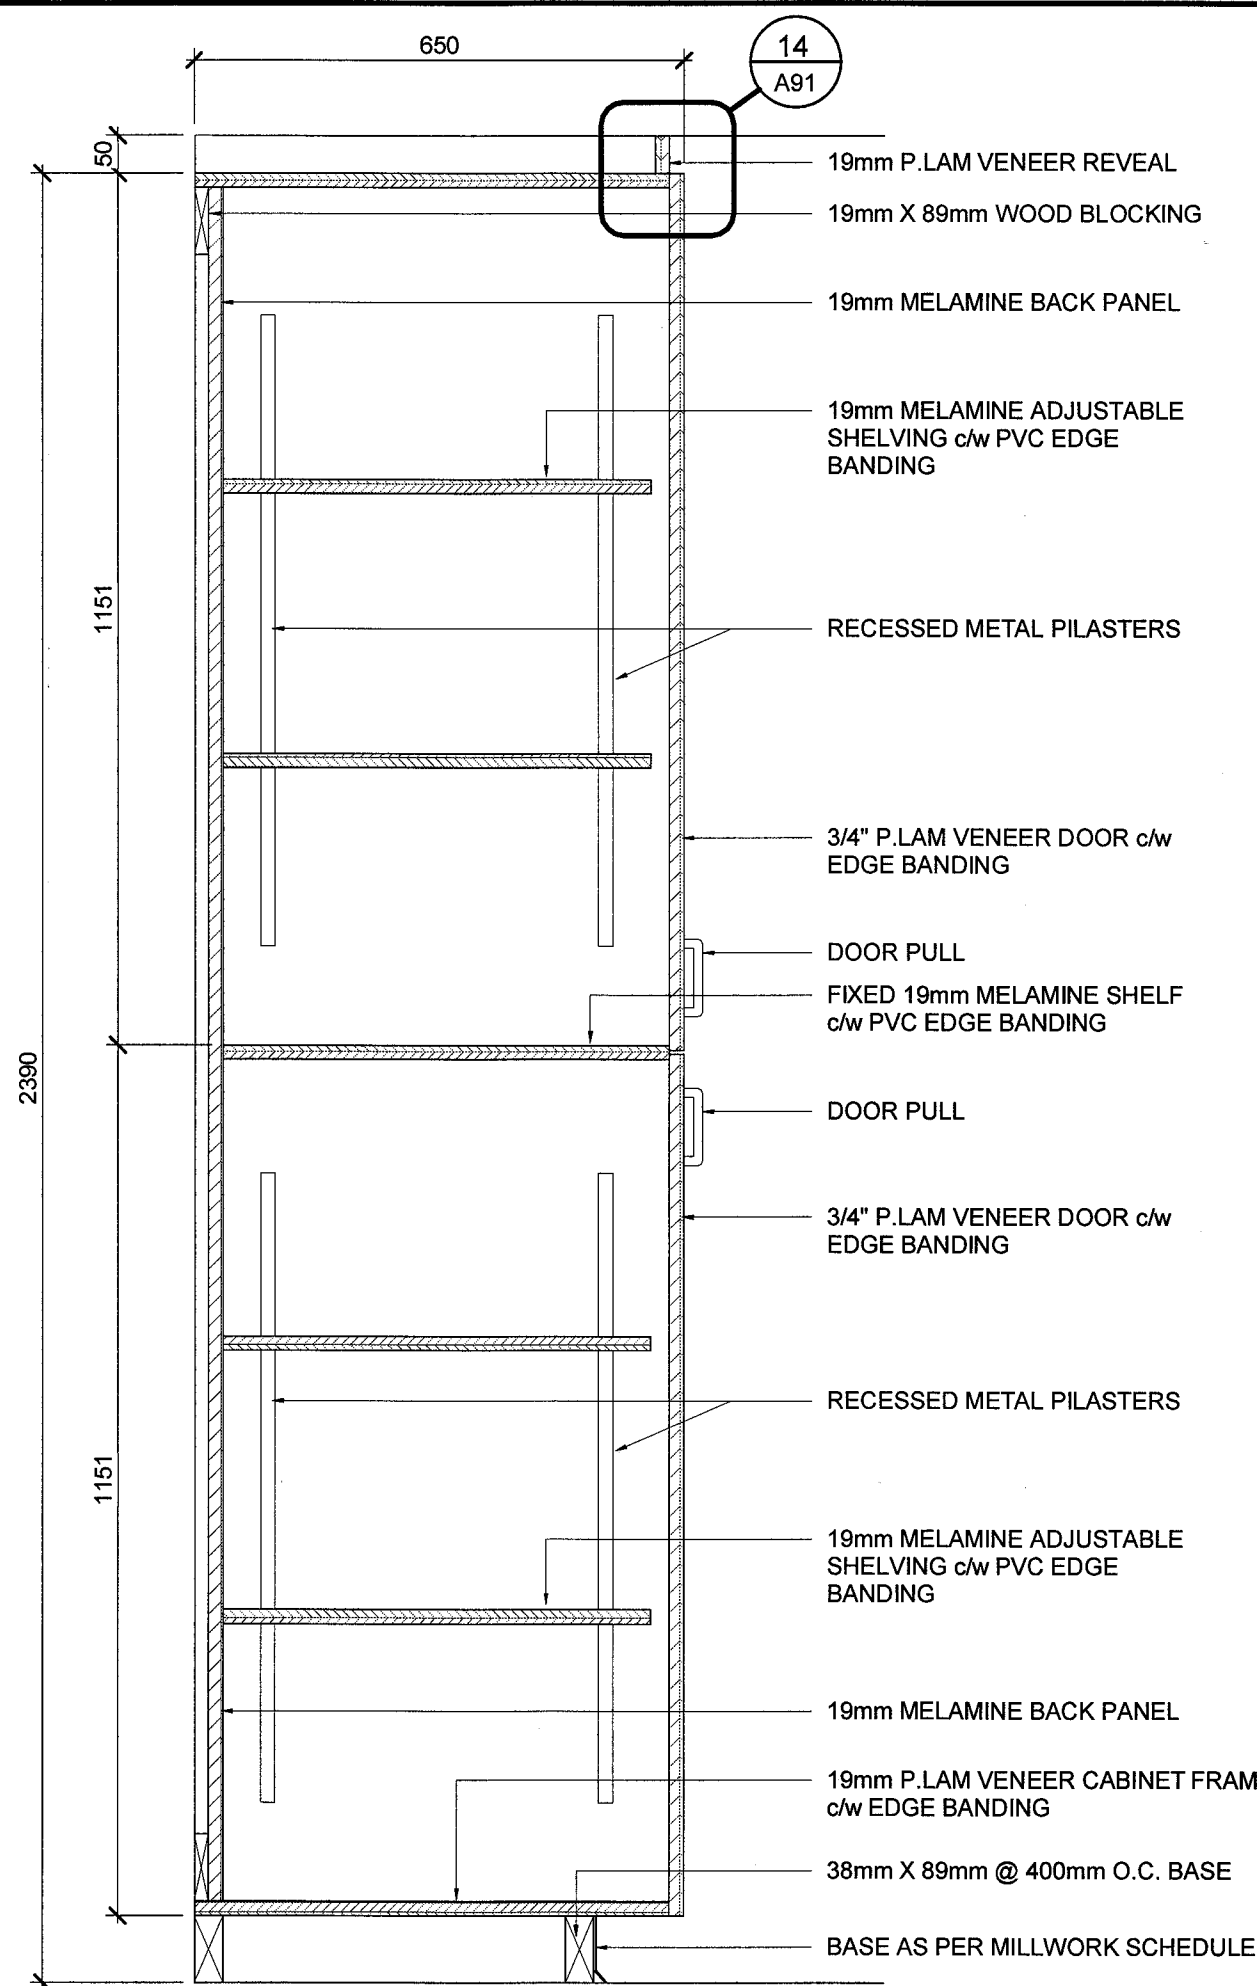 650
14
A91
50
19mm P.LAM VENEER REVEAL
19mm X 89mm WOOD BLOCKING
19mm MELAMINE BACK PANEL
19mm MELAMINE ADJUSTABLE
SHELVING c/w PVC EDGE
BANDING
1151
RECESSED METAL PILASTERS
3/4" P.LAM VENEER DOOR c/w
EDGE BANDING
DOOR PULL
FIXED 19mm MELAMINE SHELF
c/w PVC EDGE BANDING
2390
DOOR PULL
3/4" P.LAM VENEER DOOR c/w
EDGE BANDING
RECESSED METAL PILASTERS
1151
19mm MELAMINE ADJUSTABLE
SHELVING c/w PVC EDGE
BANDING
19mm MELAMINE BACK PANEL
19mm P.LAM VENEER CABINET FRAM
c/w EDGE BANDING
38mm X 89mm @ 400mm O.C. BASE
BASE AS PER MILLWORK SCHEDULE